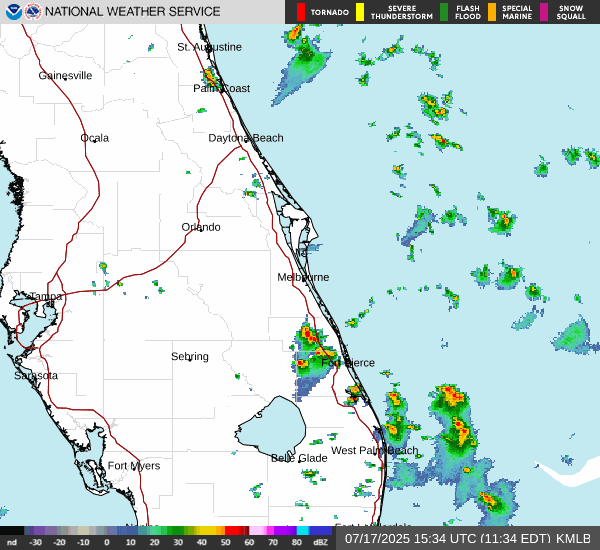 NATIONAL WEATHER SERVICE
TORNADO
SEVERE THUNDERSTORM
FLASH FLOOD
SPECIAL MARINE
SNOW SQUALL
St. Augustine
Gainesville
Palm Coast
Ocala
Daytona Beach
Orlando
Melbourne
Tampa
Sebring
Fort Pierce
Sarasota
West Palm Beach
Belle Glade
Fort Myers
nd -30 -20 -10 0 10 20 30 40 50 60 70 80 dBZ
07/17/2025 15:34 UTC (11:34 EDT) KMLB